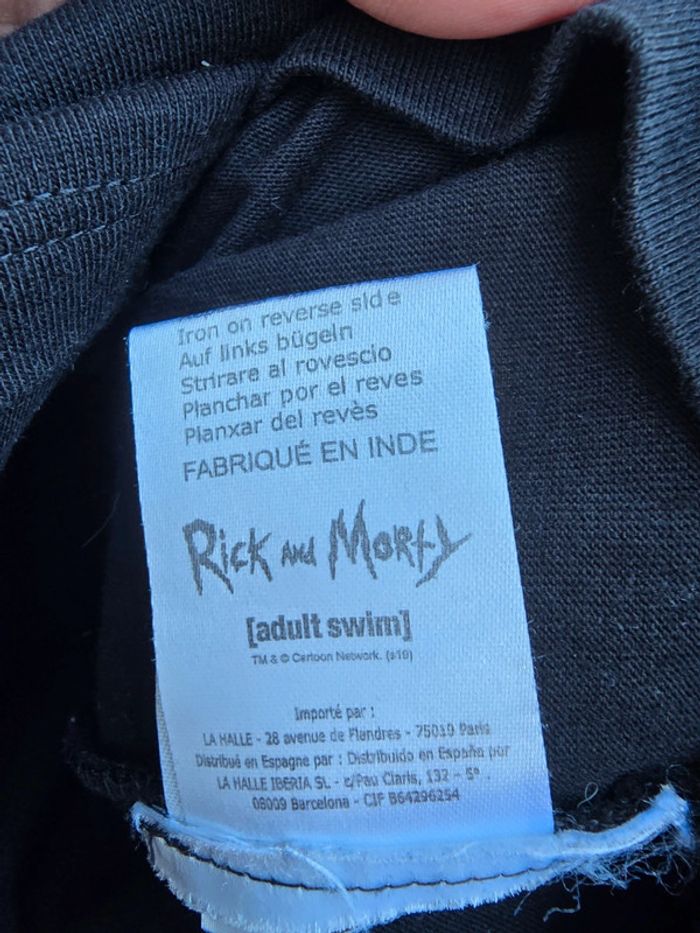 Iron on reverse side
Auf links bügeln
Strirare al rovescio
Planchar por el reves
Planxar del revès
FABRIQUÉ EN INDE
Rick and Morty
[adult swim]
TM & © Cartoon Network. (s19)
Importé par :
LA HALLE - 28 avenue de Flandres - 75019 Paris
Distribué en Espagne par : Distribuido en España por
LA HALLE IBERIA SL - c/Pau Claris, 132 - 5ª
08009 Barcelona - CIF B64296254